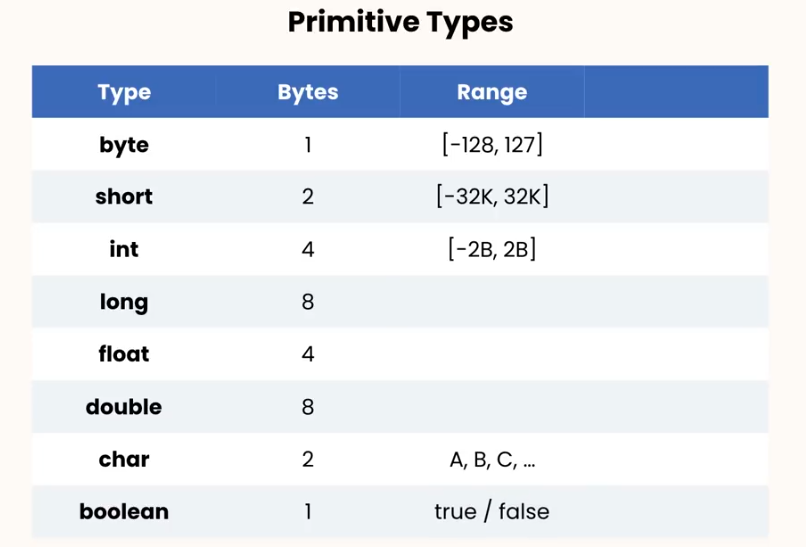 Primitive Types
Type Bytes Range
byte 1 [-128, 127]
short 2 [-32K, 32K]
int 4 [-2B, 2B]
long 8
float 4
double 8
char 2 A, B, C, ...
boolean 1 true / false